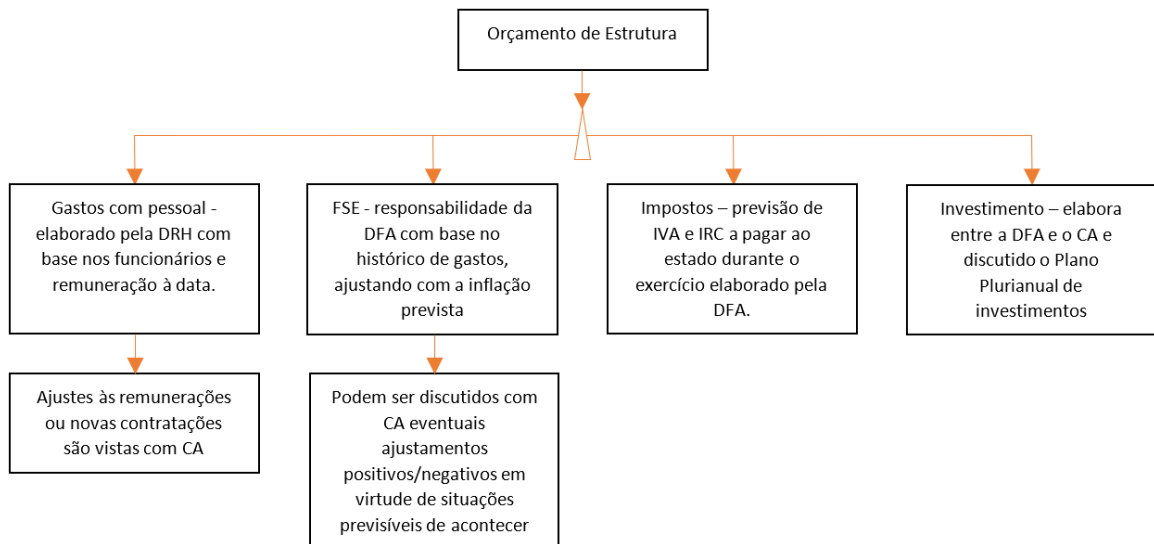 Orçamento de Estrutura
Gastos com pessoal -
elaborado pela DRH com
base nos funcionários e
remuneração à data.
FSE - responsabilidade da
DFA com base no
histórico de gastos,
ajustando com a inflação
prevista
Impostos – previsão de
IVA e IRC a pagar ao
estado durante o
exercício elaborado pela
DFA.
Investimento – elabora
entre a DFA e o CA e
discutido o Plano
Plurianual de
investimentos
Ajustes às remunerações
ou novas contratações
são vistas com CA
Podem ser discutidos com
CA eventuais
ajustamentos
positivos/negativos em
virtude de situações
previsíveis de acontecer